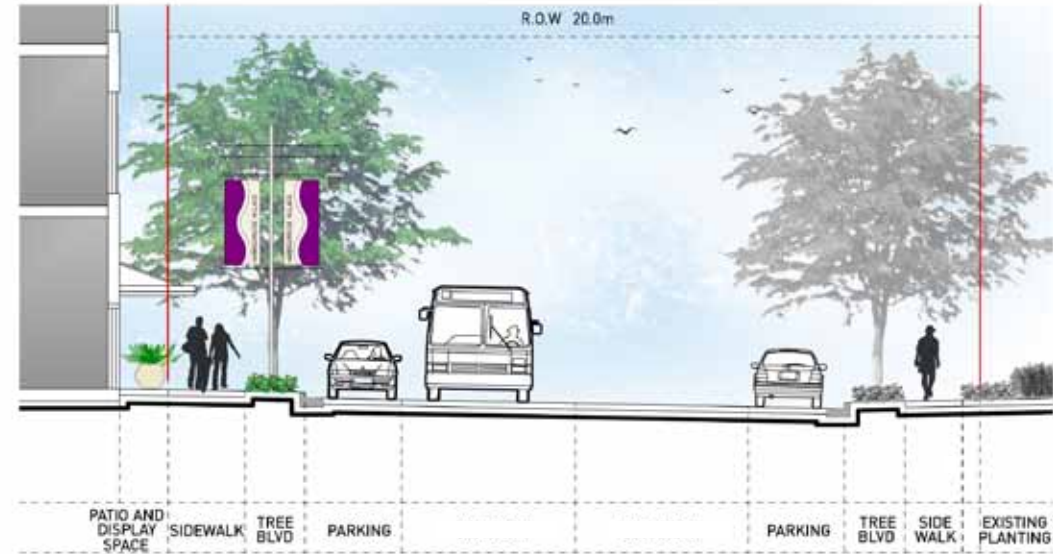 R.O.W 20.0m
PATIO AND
DISPLAY
SPACE
SIDEWALK
TREE
BLVD
PARKING
PARKING
TREE
BLVD
SIDE
WALK
EXISTING
PLANTING